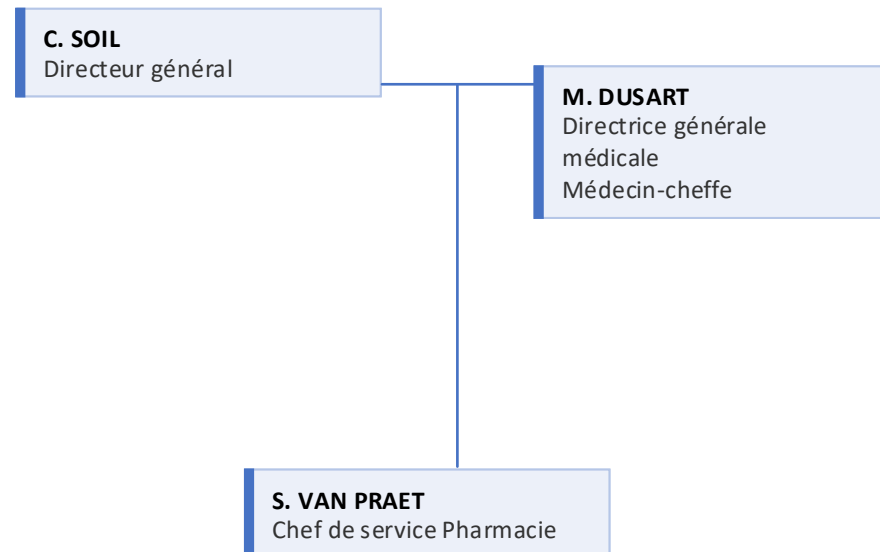 C. SOIL
Directeur général
M. DUSART
Directrice générale
médicale
Médecin-cheffe
S. VAN PRAET
Chef de service Pharmacie